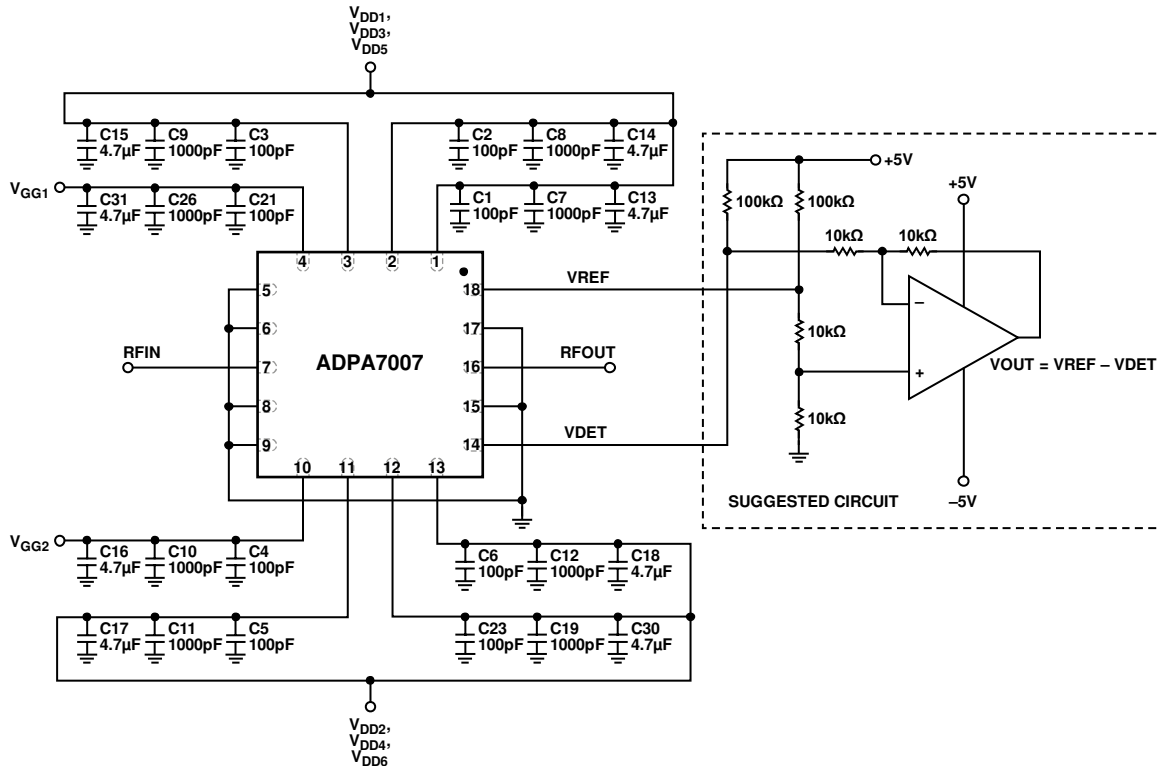 VDD1,
VDD3,
VDD5
C15
4.7µF
C9
1000pF
C3
100pF
C2
100pF
C8
1000pF
C14
4.7µF
VGG1
C31
4.7µF
C26
1000pF
C21
100pF
C1
100pF
C7
1000pF
C13
4.7µF
+5V
+5V
100kΩ
100kΩ
10kΩ
10kΩ
4
3
2
1
5
6
7
8
9
18
17
16
15
14
10
11
12
13
ADPA7007
RFIN
VREF
RFOUT
VDET
10kΩ
10kΩ
−
+
VOUT = VREF – VDET
–5V
SUGGESTED CIRCUIT
VGG2
C16
4.7µF
C10
1000pF
C4
100pF
C6
100pF
C12
1000pF
C18
4.7µF
C17
4.7µF
C11
1000pF
C5
100pF
C23
100pF
C19
1000pF
C30
4.7µF
VDD2,
VDD4,
VDD6